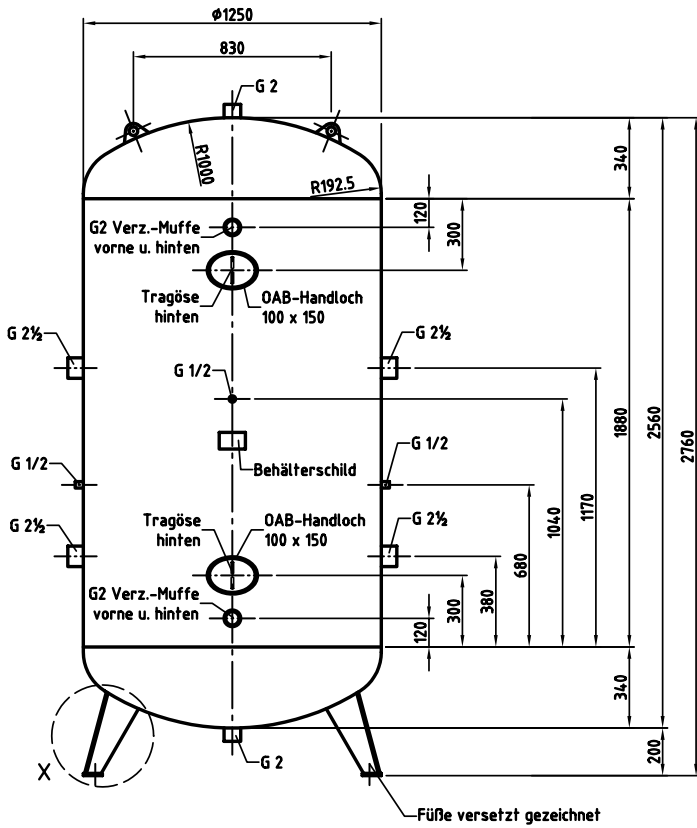 ϕ1250
830
G 2
R1000
R192.5
340
120
300
G2 Verz.-Muffe
vorne u. hinten
Tragöse
hinten
OAB-Handloch
100 x 150
G 2½
G 2½
G 1/2
1880
2560
2760
Behälterschild
G 1/2
G 1/2
1040
1170
Tragöse
hinten
OAB-Handloch
100 x 150
G 2½
G 2½
680
380
300
120
G2 Verz.-Muffe
vorne u. hinten
340
200
G 2
X
Füße versetzt gezeichnet